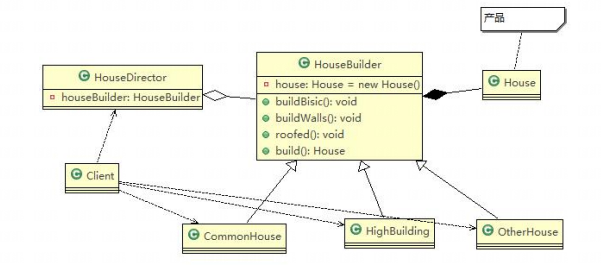 产品
HouseBuilder
HouseDirector
house: House = new House()
House
houseBuilder: HouseBuilder
buildBisic(): void
buildWalls(): void
roofed(): void
build(): House
Client
CommonHouse
HighBuilding
OtherHouse